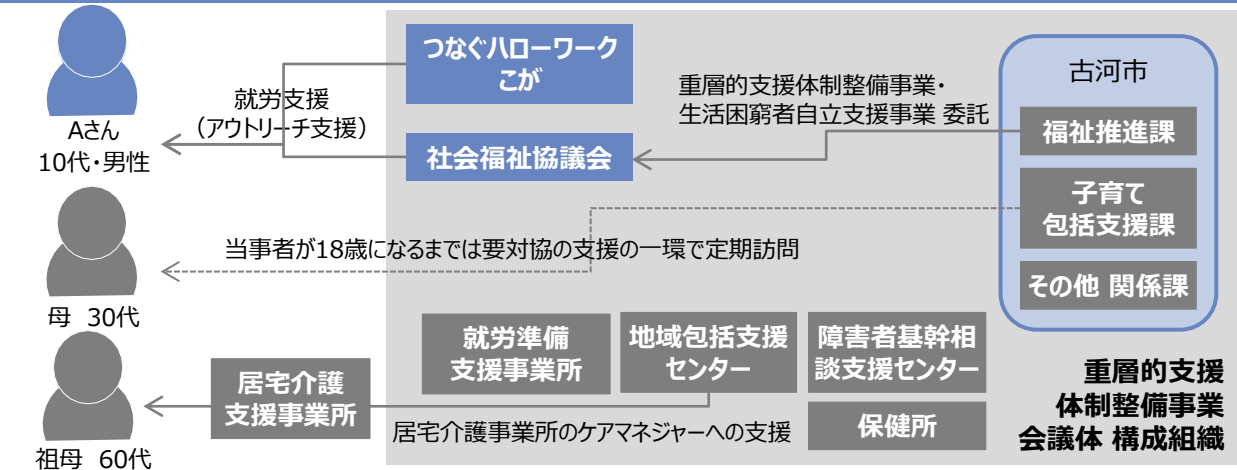 つなぐハローワーク
こが
古河市
重層的支援体制整備事業・
生活困窮者自立支援事業 委託
就労支援
（アウトリーチ支援）
Aさん
10代・男性
社会福祉協議会
福祉推進課
子育て
包括支援課
当事者が18歳になるまでは要対協の支援の一環で定期訪問
その他 関係課
母 30代
就労準備
支援事業所
地域包括支援
センター
障害者基幹相
談支援センター
居宅介護
支援事業所
居宅介護事業所のケアマネジャーへの支援
保健所
重層的支援
体制整備事業
会議体 構成組織
祖母 60代